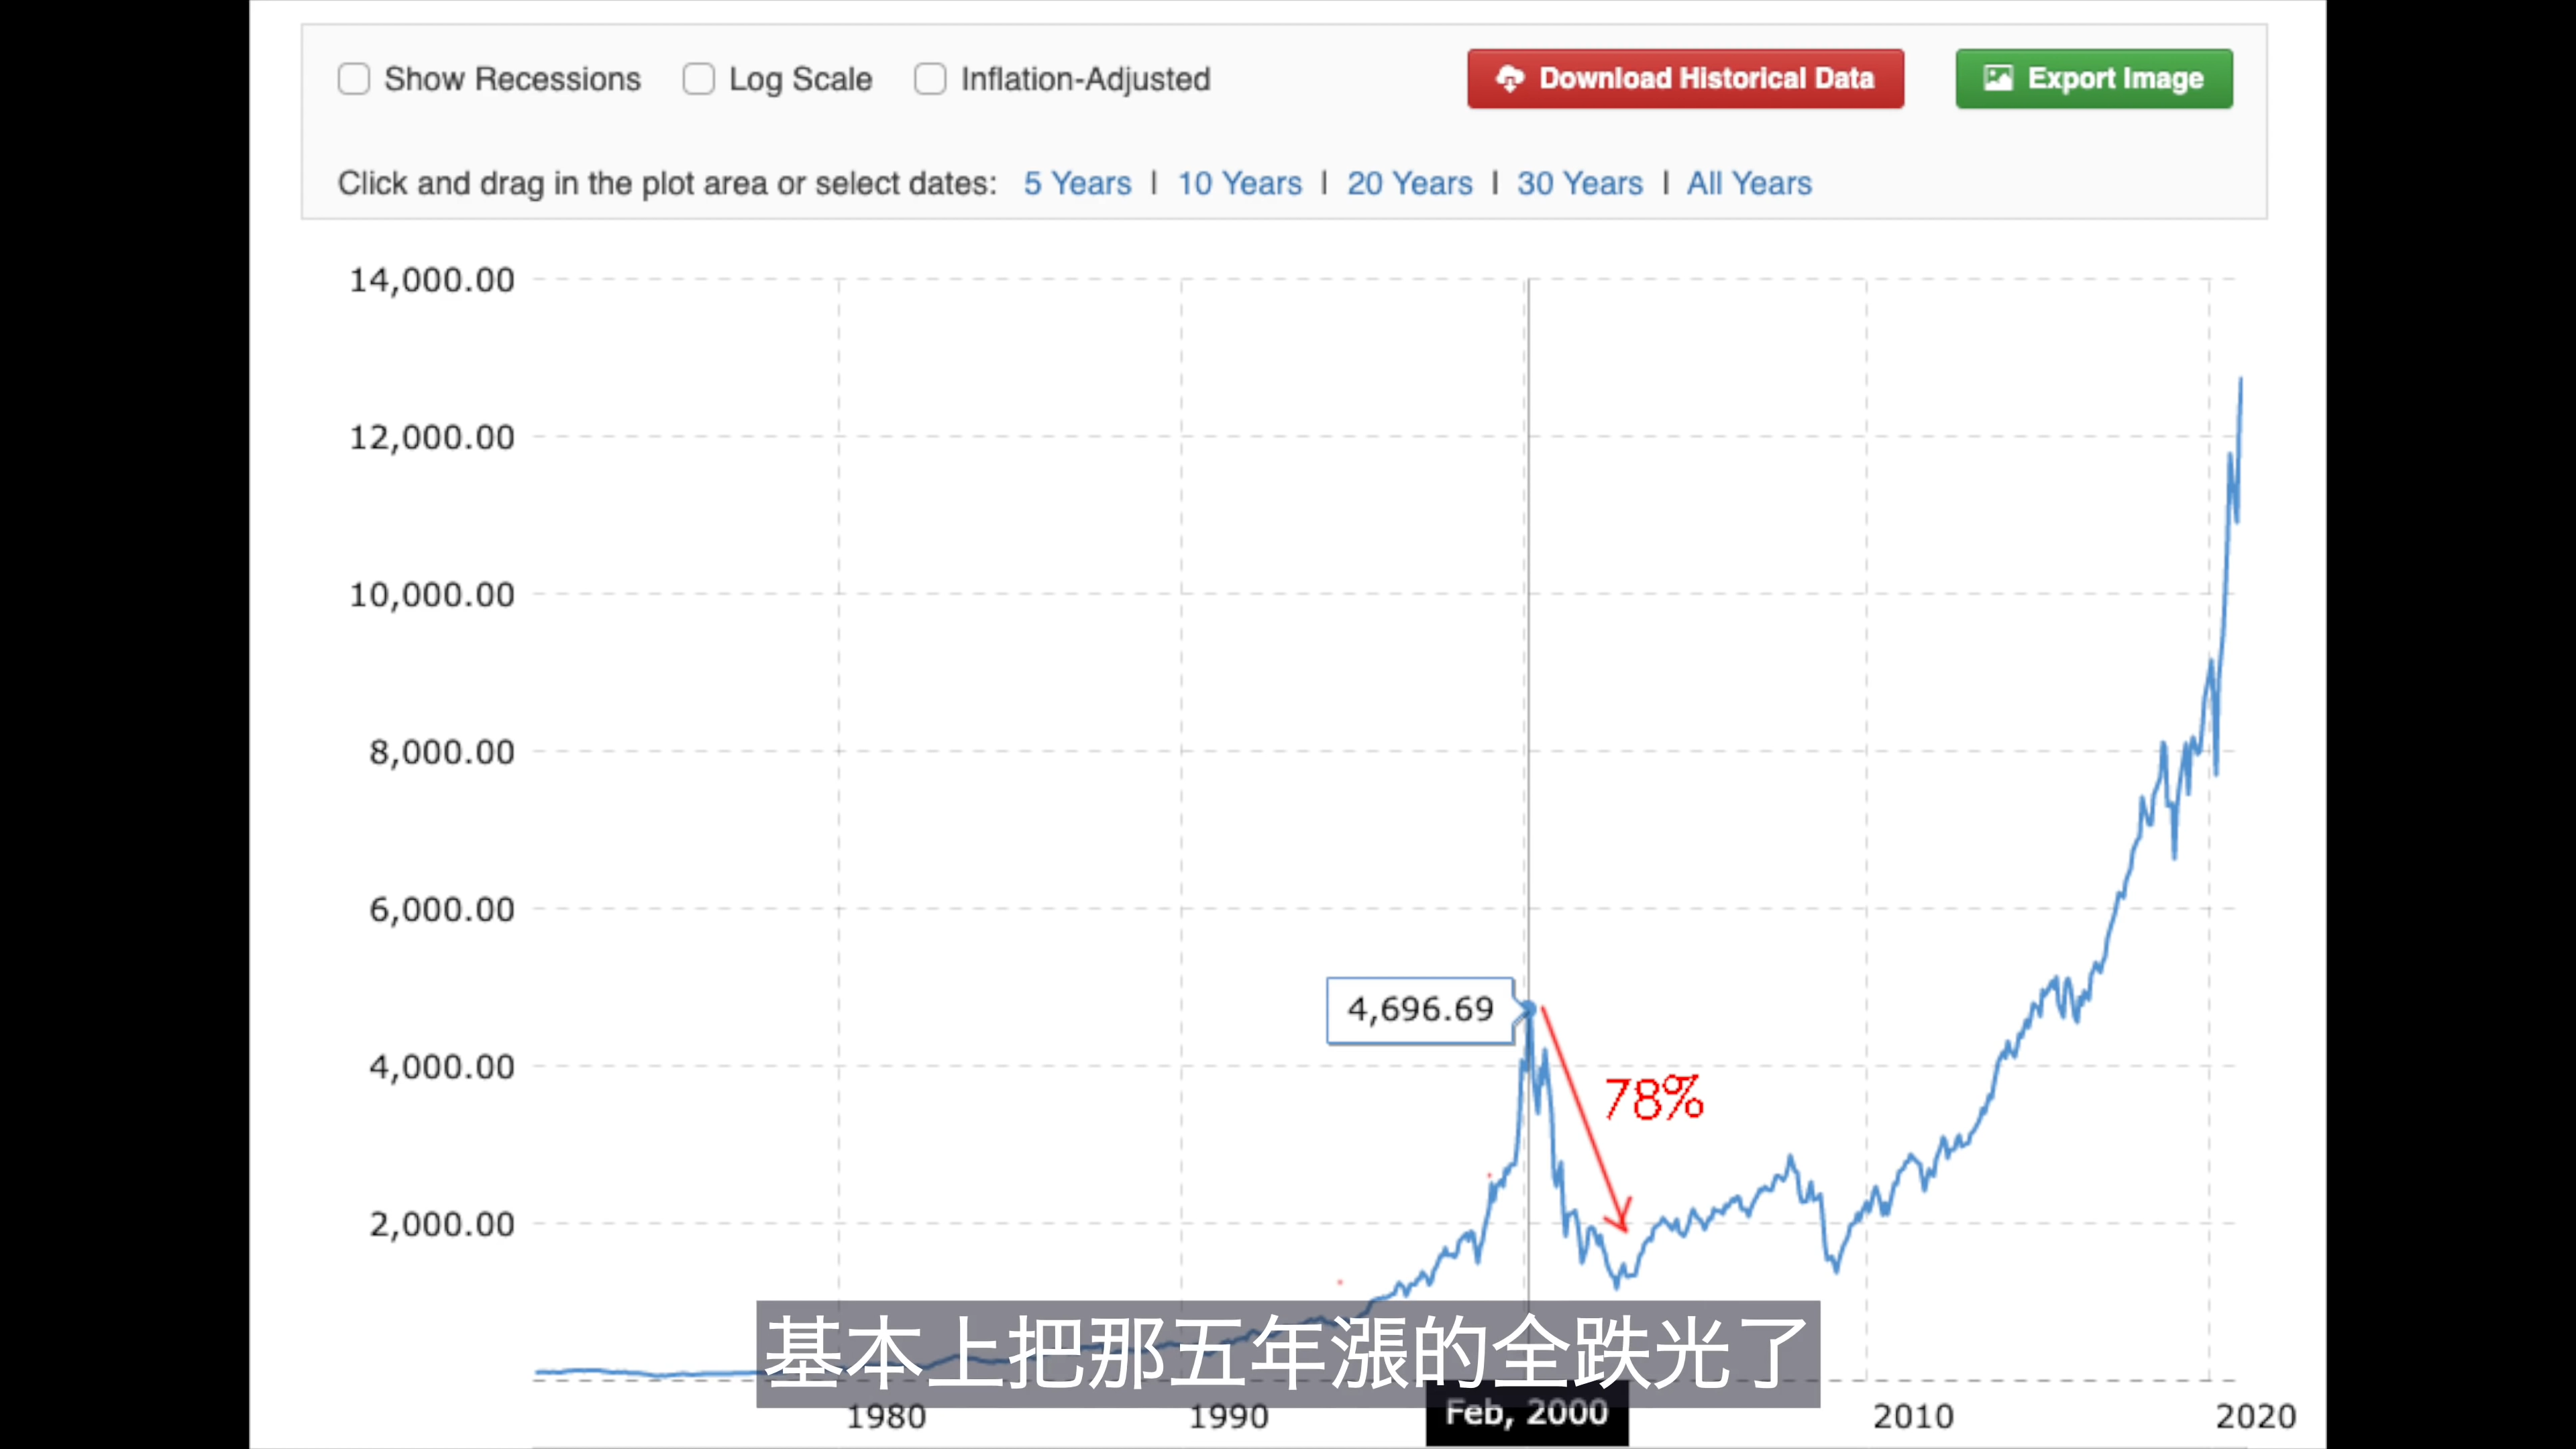 Show Recessions Log Scale Inflation-Adjusted Download Historical Data Export Image
Click and drag in the plot area or select dates: 5 Years | 10 Years | 20 Years | 30 Years | All Years
14,000.00
12,000.00
10,000.00
8,000.00
6,000.00
4,696.69
4,000.00
78%
2,000.00
基本上把那五年漲的全跌光了
1980 1990 Feb, 2000 2010 2020